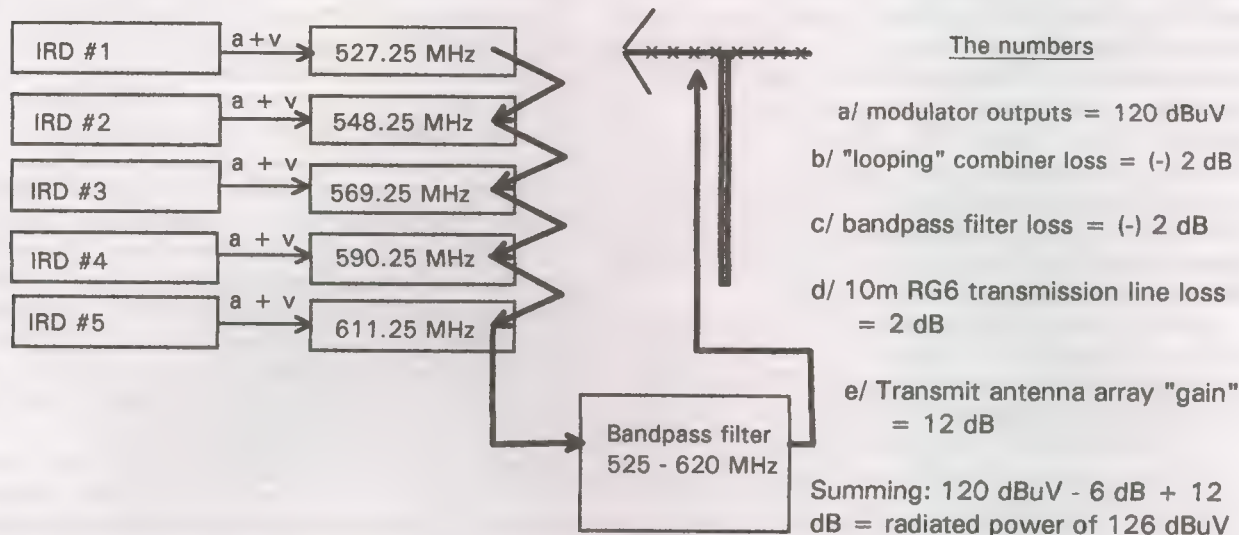 IRD #1
a+v
527.25 MHz
IRD #2
a + v
548.25 MHz
IRD #3
a + v
569.25 MHz
IRD #4
a + v
590.25 MHz
IRD #5
a + v
611.25 MHz
Bandpass filter
525 - 620 MHz
The numbers
a/ modulator outputs = 120 dBuV
b/ "looping" combiner loss = (-) 2 dB
c/ bandpass filter loss = (-) 2 dB
d/ 10m RG6 transmission line loss
= 2 dB
e/ Transmit antenna array "gain"
= 12 dB
Summing: 120 dBuV - 6 dB + 12
dB = radiated power of 126 dBuV